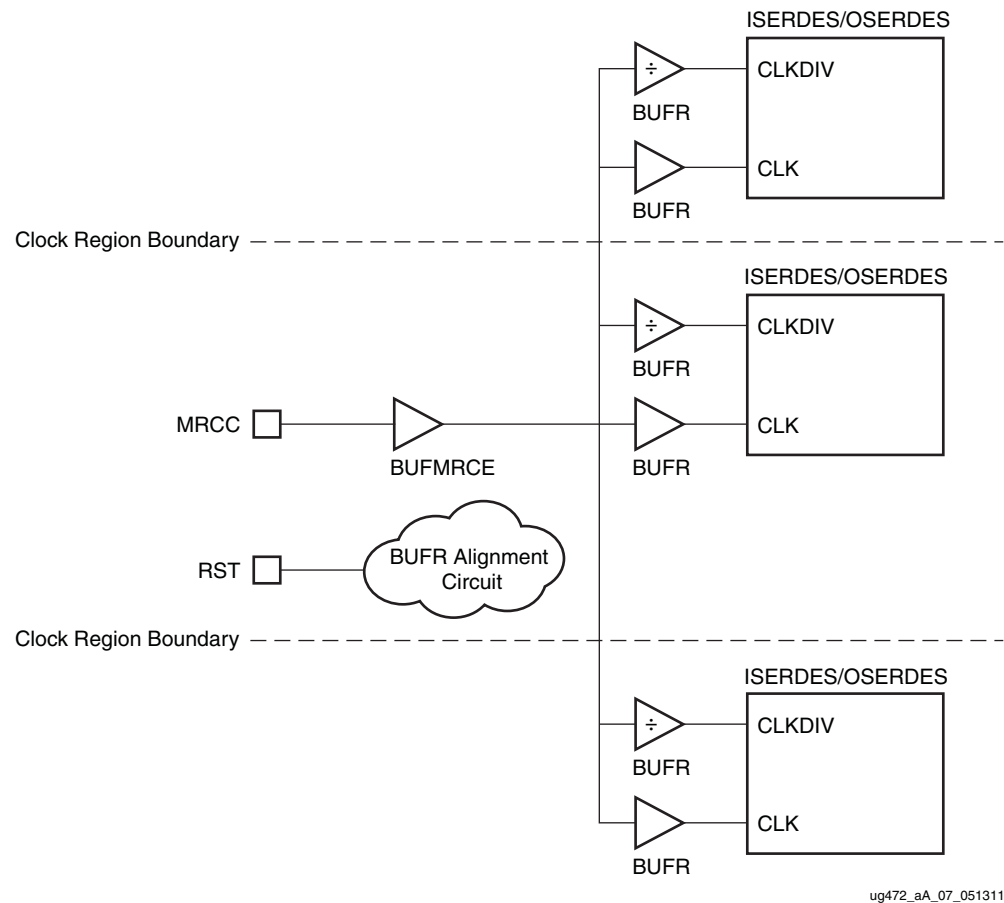 ISERDES/OSERDES
÷
CLKDIV
BUFR
CLK
BUFR
Clock Region Boundary
ISERDES/OSERDES
÷
CLKDIV
BUFR
MRCC
CLK
BUFMRCE
BUFR
RST
BUFR Alignment
Circuit
Clock Region Boundary
ISERDES/OSERDES
÷
CLKDIV
BUFR
CLK
BUFR
ug472_aA_07_051311